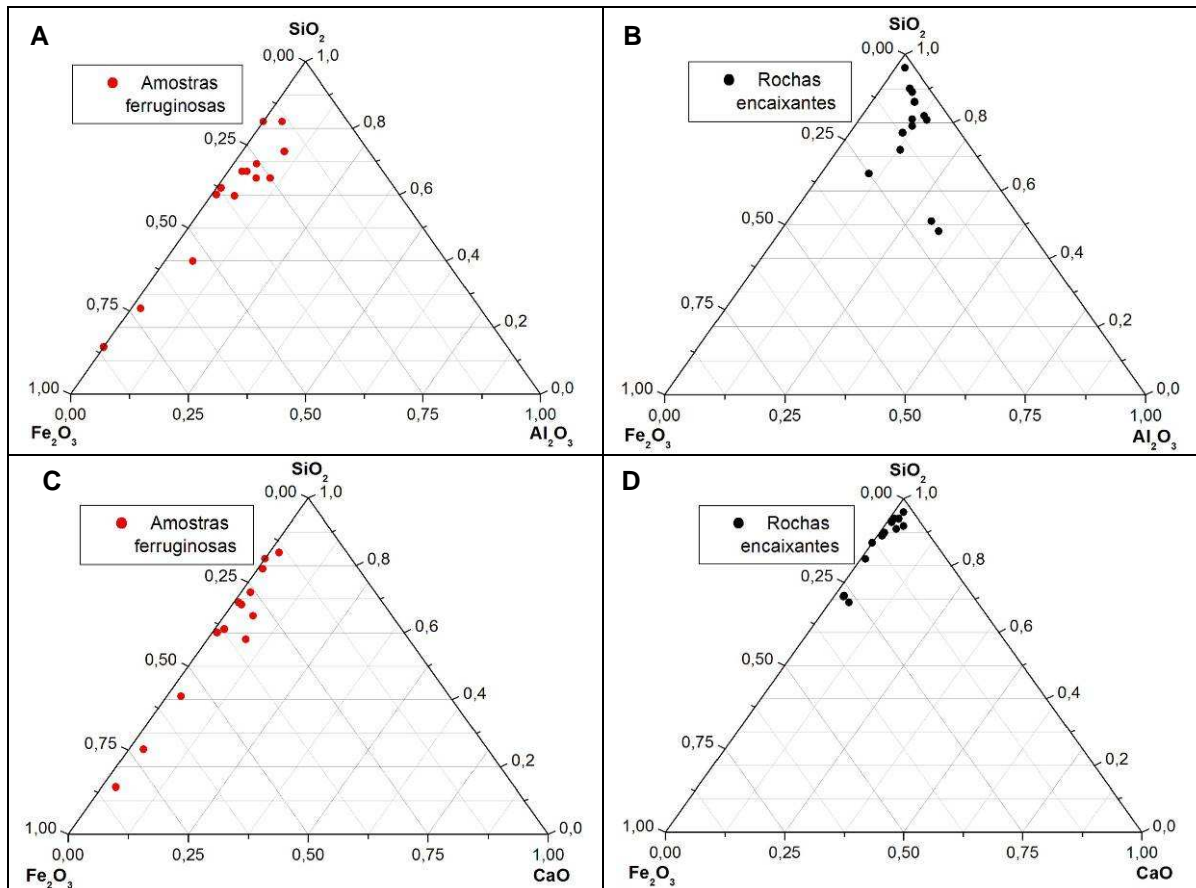 A
SiO₂
0,00 1,0
Amostras
ferruginosas
0,25 0,8
0,6
0,50
0,4
0,75
0,2
1,00 0,0
0,00 0,25 0,50 0,75 1,00
Fe₂O₃ Al₂O₃
B
SiO₂
0,00 1,0
Rochas
encaixantes
0,25 0,8
0,6
0,50
0,4
0,75
0,2
1,00 0,0
0,00 0,25 0,50 0,75 1,00
Fe₂O₃ Al₂O₃
C
SiO₂
0,00 1,0
Amostras
ferruginosas
0,25 0,8
0,6
0,50
0,4
0,75
0,2
1,00 0,0
0,00 0,25 0,50 0,75 1,00
Fe₂O₃ CaO
D
SiO₂
0,00 1,0
Rochas
encaixantes
0,25 0,8
0,6
0,50
0,4
0,75
0,2
1,00 0,0
0,00 0,25 0,50 0,75 1,00
Fe₂O₃ CaO